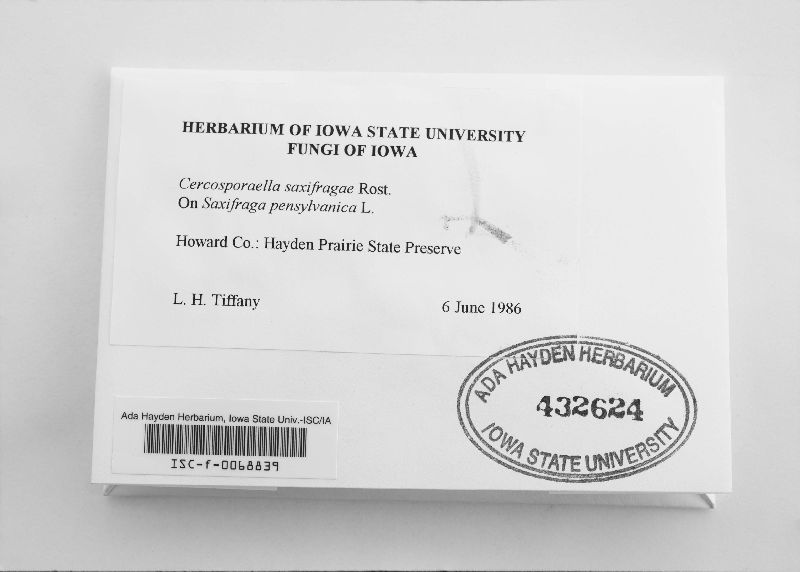 HERBARIUM OF IOWA STATE UNIVERSITY
FUNGI OF IOWA
Cercosporaella saxifragae Rost.
On Saxifraga pensylvanica L.
Howard Co.: Hayden Prairie State Preserve
L. H. Tiffany 6 June 1986
ADA HAYDEN HERBARIUM
432624
IOWA STATE UNIVERSITY
Ada Hayden Herbarium, Iowa State Univ.-ISC/IA
ISC-f-0068839